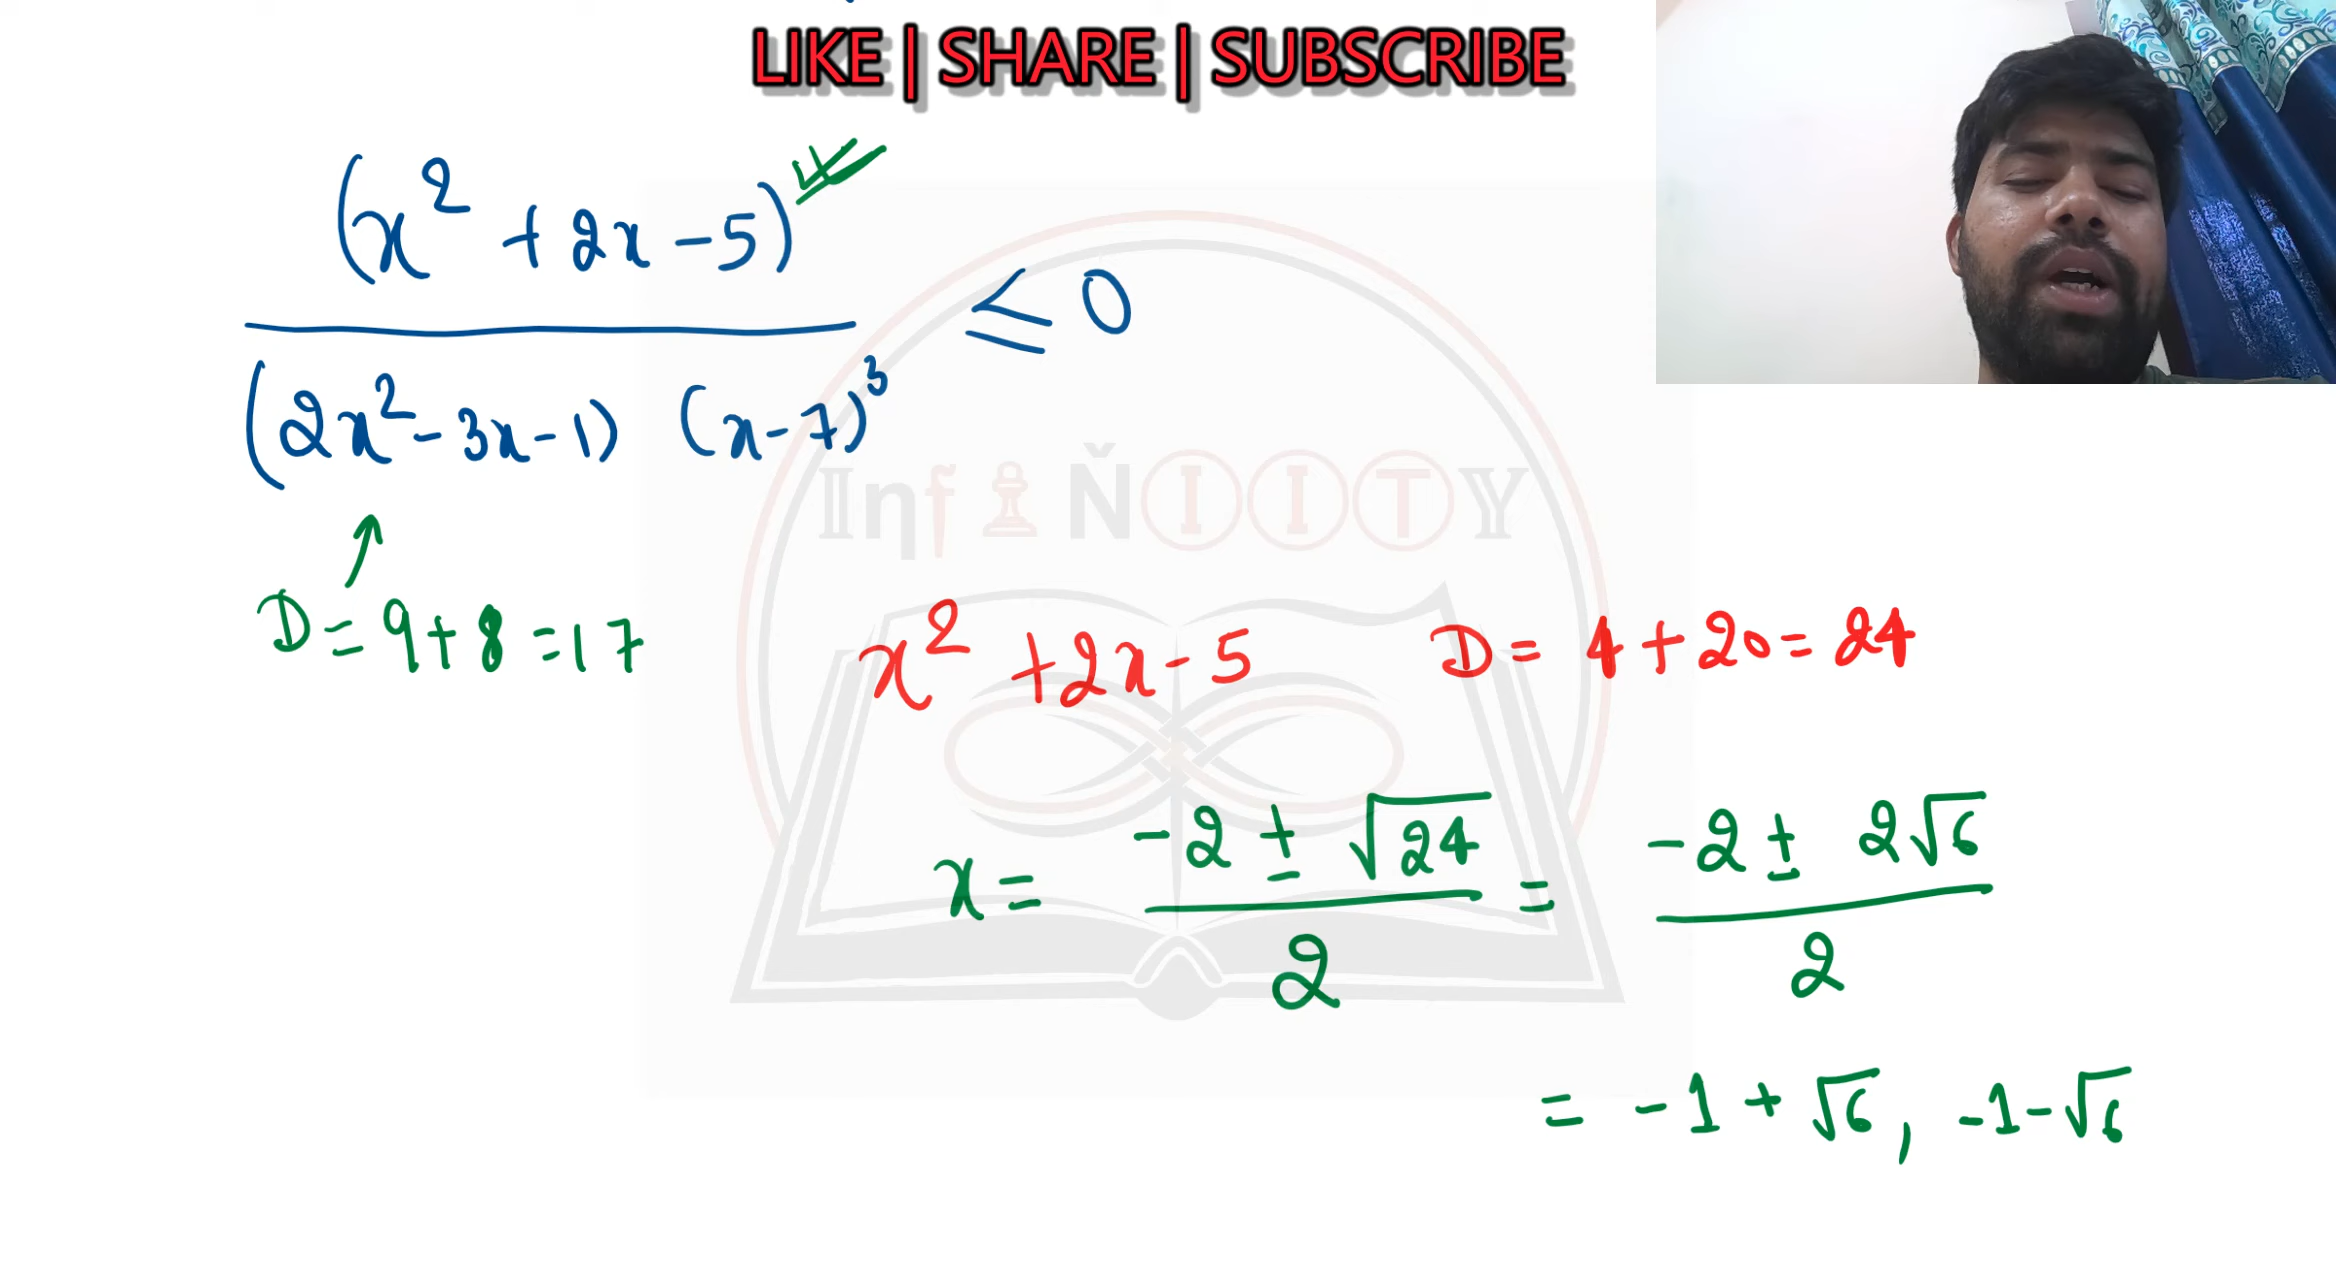 LIKE | SHARE | SUBSCRIBE
(x² + 2x - 5)⁴
≤ 0
(2x² - 3x - 1) (x - 7)³
InfiŇⒾⒾⓉY
D = 9 + 8 = 17
x² + 2x - 5 D = 4 + 20 = 24
x = (-2 ± √24)/2 = (-2 ± 2√6)/2
= -1 + √6, -1 - √6